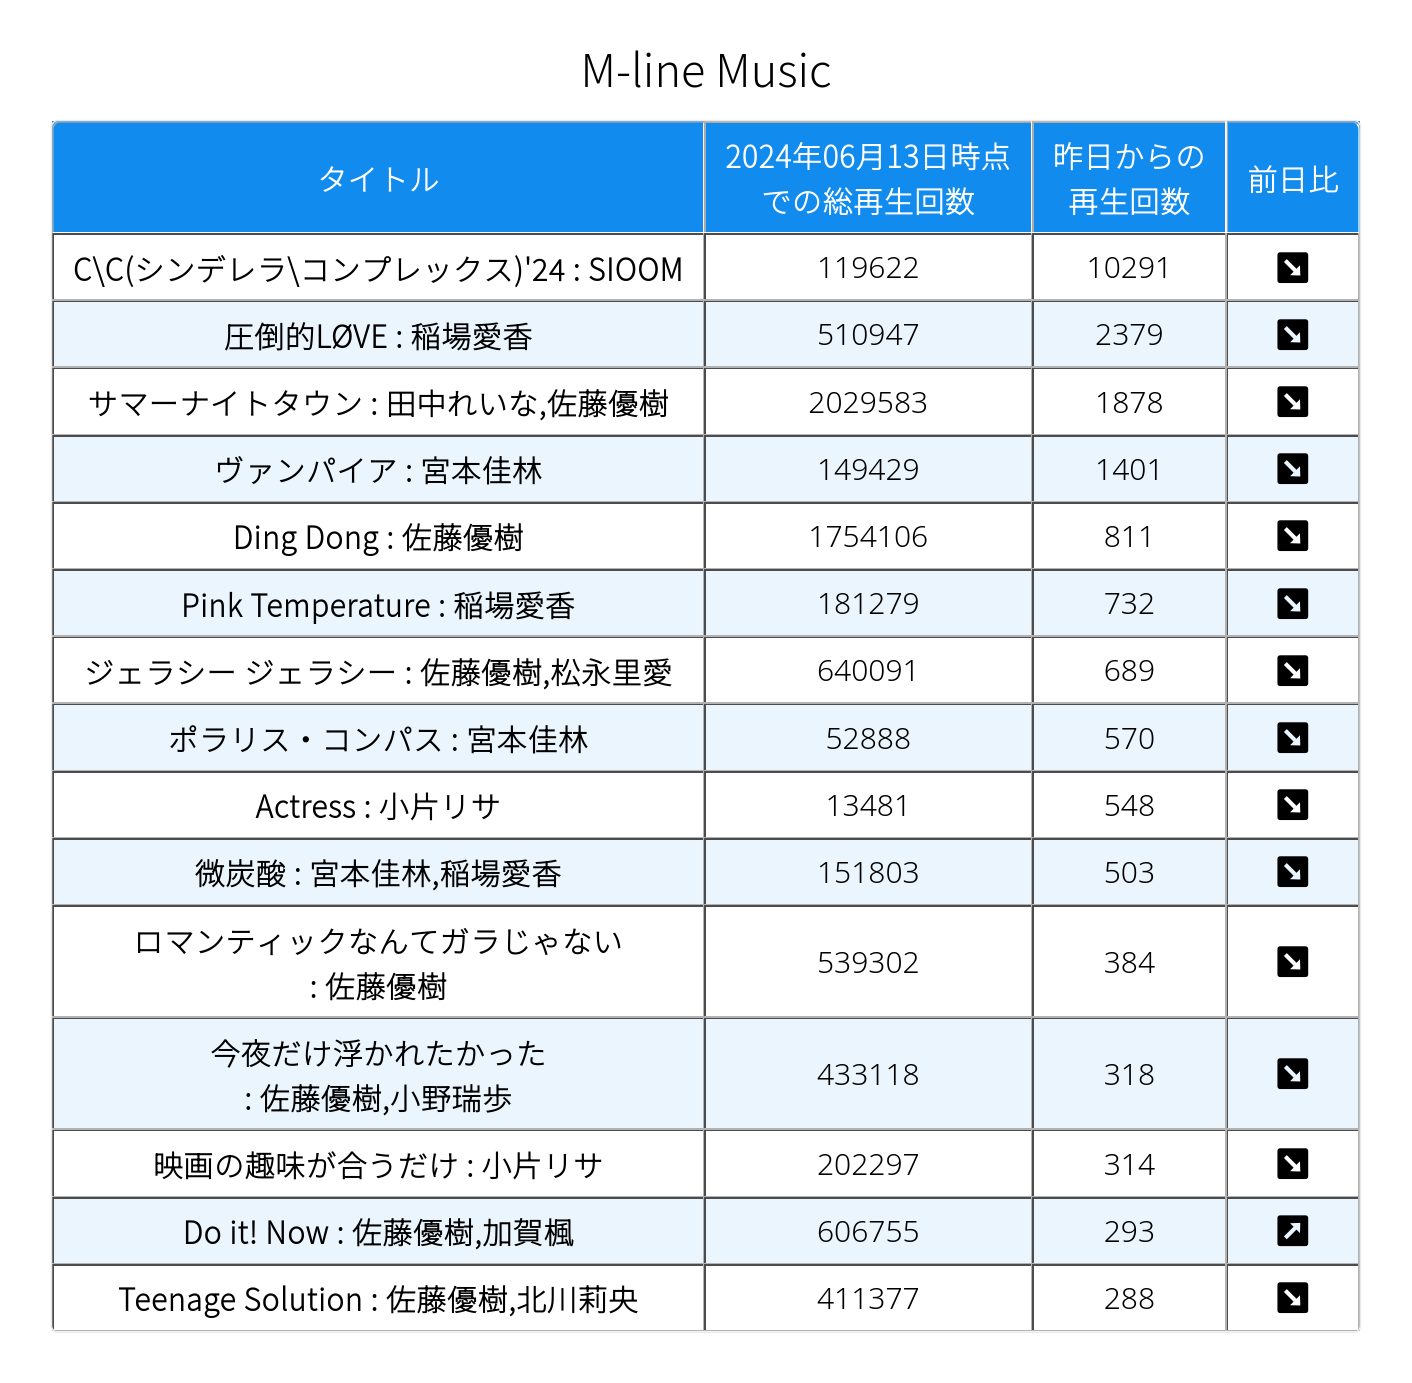 M-line Music
タイトル
2024年06月13日時点
での総再生回数
昨日からの
再生回数
前日比
C\C(シンデレラ\コンプレックス)'24 : SIOOM 119622 10291 ↘
圧倒的LØVE : 稲場愛香 510947 2379 ↘
サマーナイトタウン : 田中れいな,佐藤優樹 2029583 1878 ↘
ヴァンパイア : 宮本佳林 149429 1401 ↘
Ding Dong : 佐藤優樹 1754106 811 ↘
Pink Temperature : 稲場愛香 181279 732 ↘
ジェラシー ジェラシー : 佐藤優樹,松永里愛 640091 689 ↘
ポラリス・コンパス : 宮本佳林 52888 570 ↘
Actress : 小片リサ 13481 548 ↘
微炭酸 : 宮本佳林,稲場愛香 151803 503 ↘
ロマンティックなんてガラじゃない
: 佐藤優樹 539302 384 ↘
今夜だけ浮かれたかった
: 佐藤優樹,小野瑞歩 433118 318 ↘
映画の趣味が合うだけ : 小片リサ 202297 314 ↘
Do it! Now : 佐藤優樹,加賀楓 606755 293 ↗
Teenage Solution : 佐藤優樹,北川莉央 411377 288 ↘